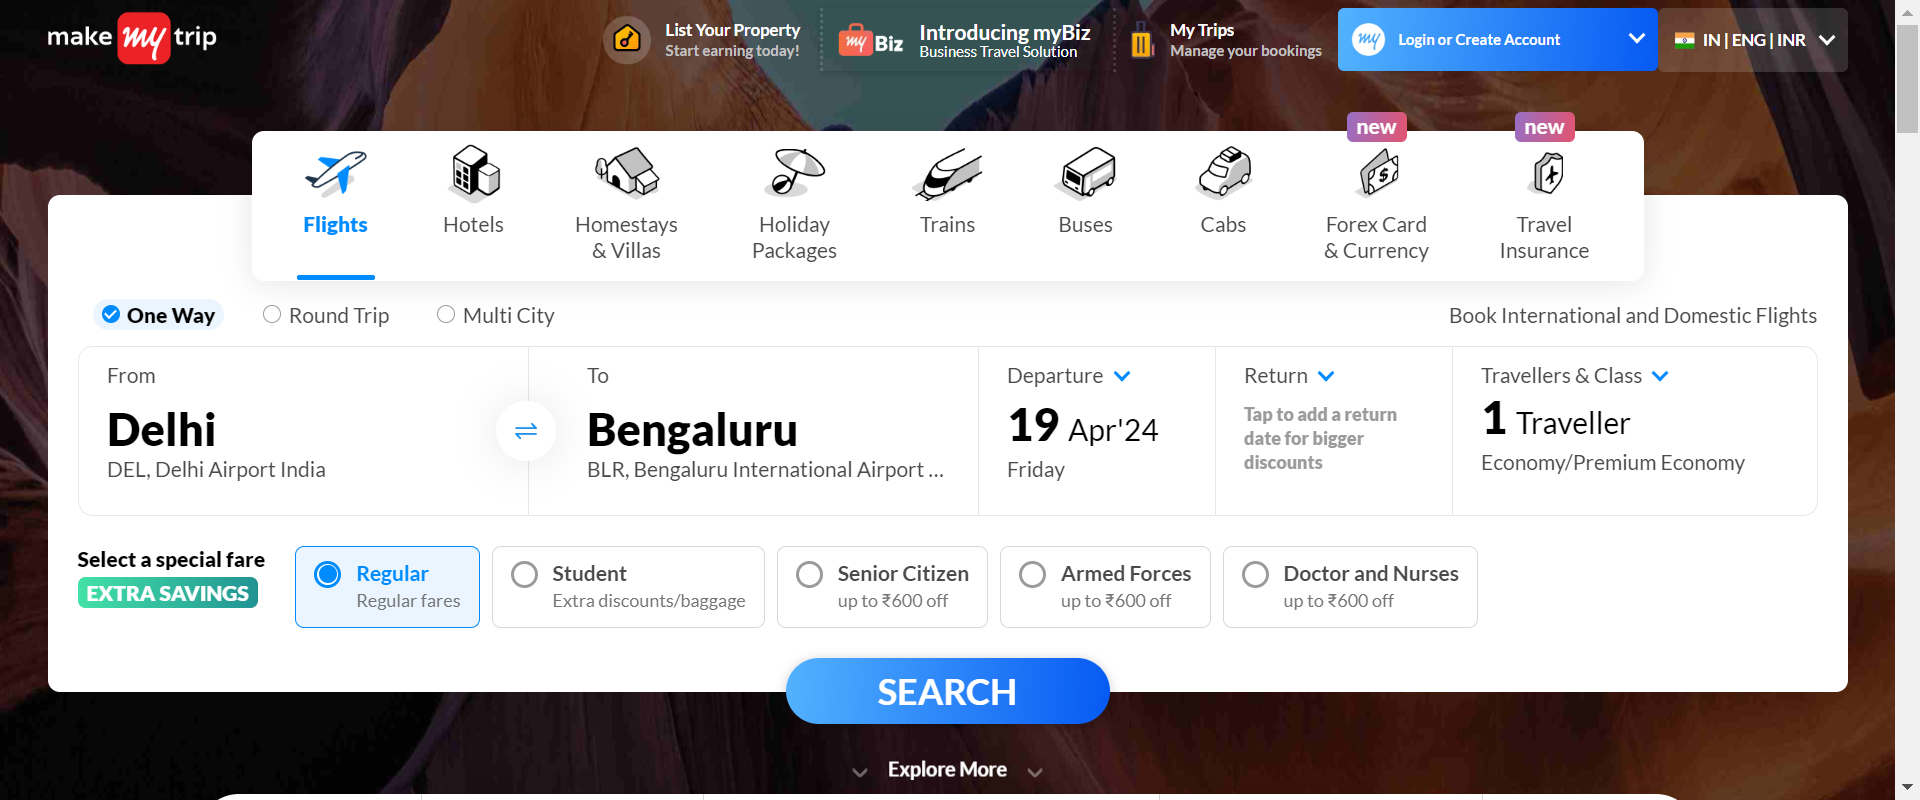 make my trip
List Your Property
Start earning today!
my Biz
Introducing myBiz
Business Travel Solution
My Trips
Manage your bookings
my Login or Create Account
IN | ENG | INR
new
new
Flights
Hotels
Homestays
& Villas
Holiday
Packages
Trains
Buses
Cabs
Forex Card
& Currency
Travel
Insurance
One Way
Round Trip
Multi City
Book International and Domestic Flights
From
Delhi
DEL, Delhi Airport India
To
Bengaluru
BLR, Bengaluru International Airport ...
Departure
19 Apr'24
Friday
Return
Tap to add a return
date for bigger
discounts
Travellers & Class
1 Traveller
Economy/Premium Economy
Select a special fare
EXTRA SAVINGS
Regular
Regular fares
Student
Extra discounts/baggage
Senior Citizen
up to ₹600 off
Armed Forces
up to ₹600 off
Doctor and Nurses
up to ₹600 off
SEARCH
Explore More